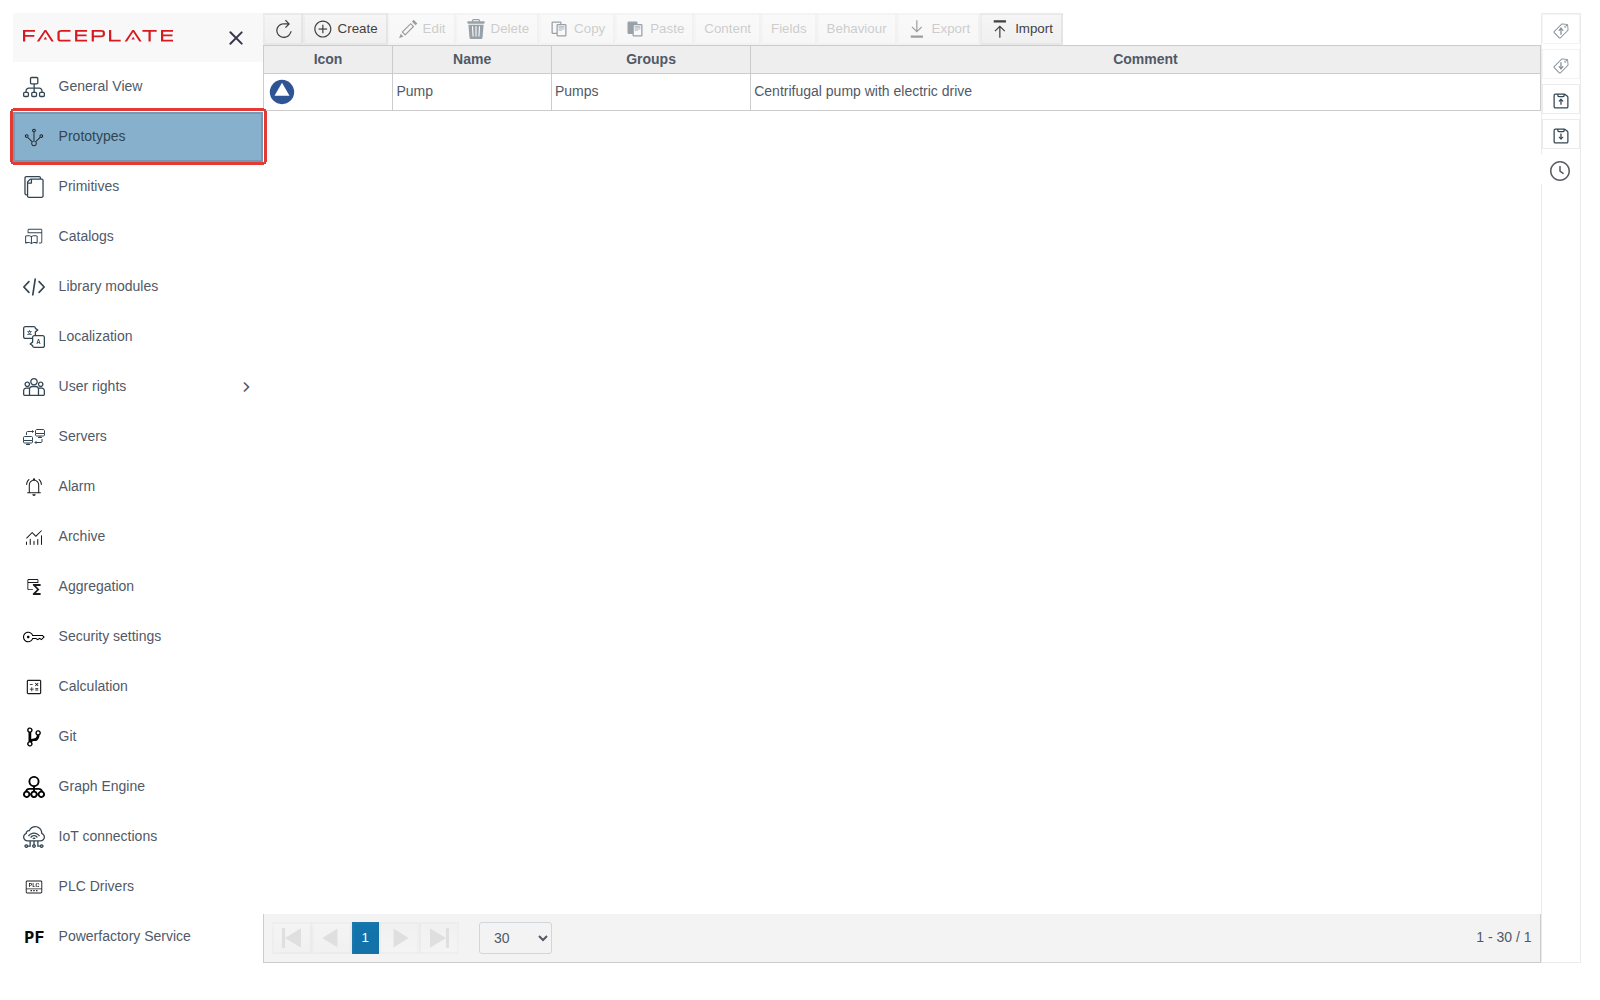 FACEPLATE
Create Edit Delete Copy Paste Content Fields Behaviour Export Import
Icon Name Groups Comment
Pump Pumps Centrifugal pump with electric drive
General View
Prototypes
Primitives
Catalogs
Library modules
Localization
User rights
Servers
Alarm
Archive
Aggregation
Security settings
Calculation
Git
Graph Engine
IoT connections
PLC PLC Drivers
PF Powerfactory Service
1 30 1 - 30 / 1